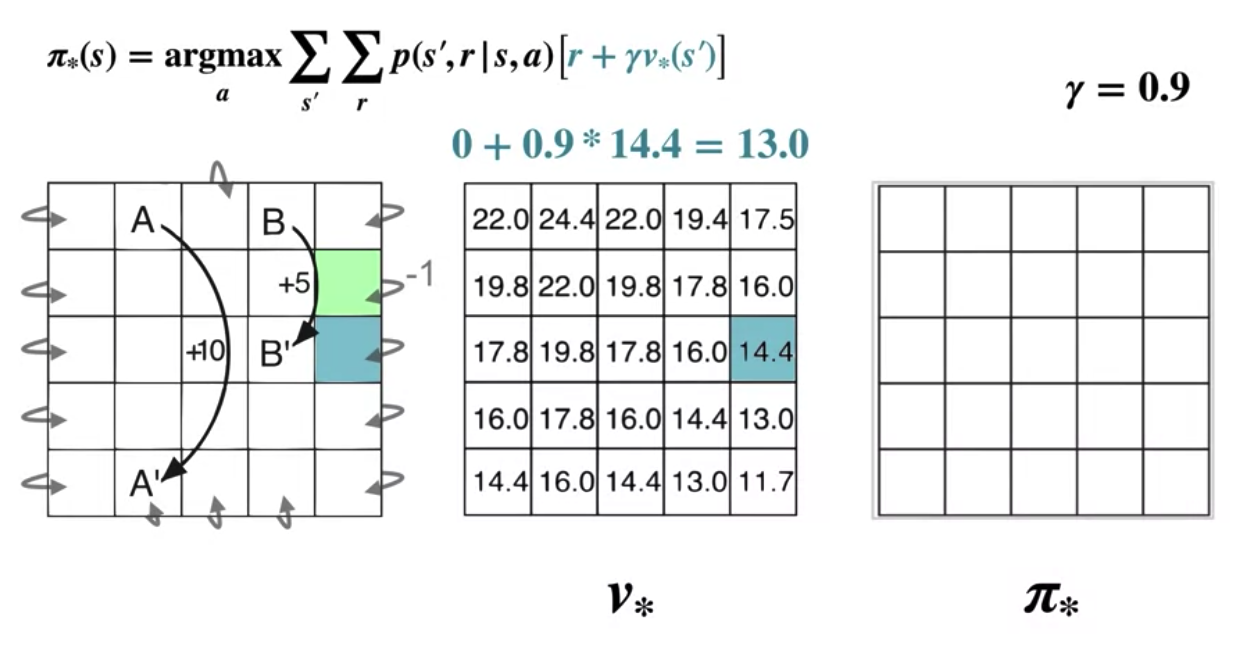 π∗(s) = argmax ∑ ∑ p(s′, r | s, a)[r + γv∗(s′)]
a s′ r
γ = 0.9
0 + 0.9 * 14.4 = 13.0
A B
+5 -1
+10 B'
A'
22.0 24.4 22.0 19.4 17.5
19.8 22.0 19.8 17.8 16.0
17.8 19.8 17.8 16.0 14.4
16.0 17.8 16.0 14.4 13.0
14.4 16.0 14.4 13.0 11.7
v∗
π∗